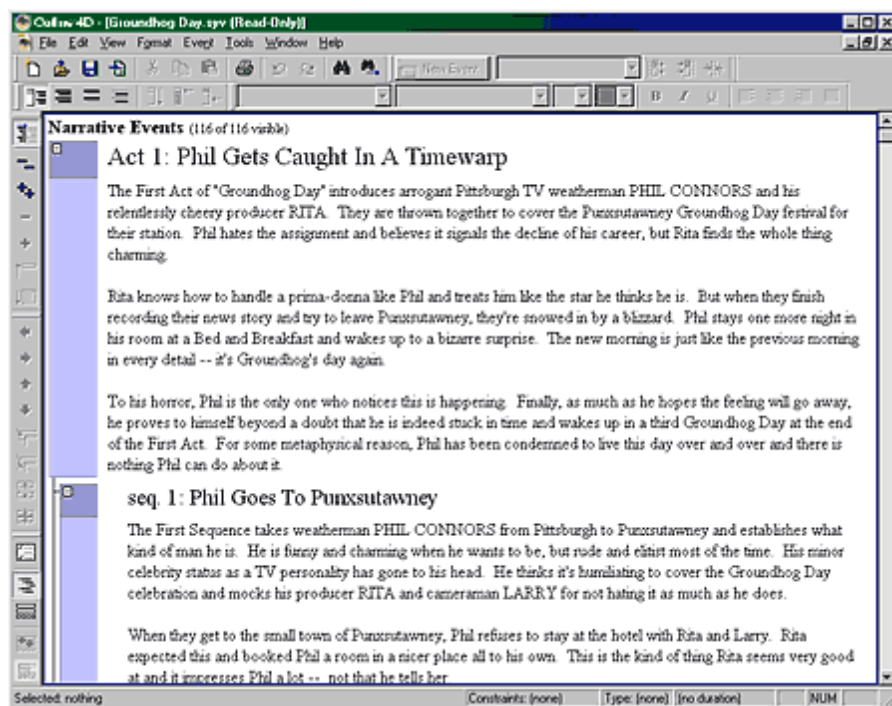 Outline 4D - [Groundhog Day.syv (Read-Only)]
File Edit View Format Event Tools Window Help
New Event
B I U
Narrative Events (116 of 116 visible)
Act 1: Phil Gets Caught In A Timewarp
The First Act of "Groundhog Day" introduces arrogant Pittsburgh TV weatherman PHIL CONNORS and his
relentlessly cheery producer RITA. They are thrown together to cover the Punxsutawney Groundhog Day festival for
their station. Phil hates the assignment and believes it signals the decline of his career, but Rita finds the whole thing
charming.
Rita knows how to handle a prima-donna like Phil and treats him like the star he thinks he is. But when they finish
recording their news story and try to leave Punxsutawney, they're snowed in by a blizzard. Phil stays one more night in
his room at a Bed and Breakfast and wakes up to a bizarre surprise. The new morning is just like the previous morning
in every detail -- it's Groundhog's day again.
To his horror, Phil is the only one who notices this is happening. Finally, as much as he hopes the feeling will go away,
he proves to himself beyond a doubt that he is indeed stuck in time and wakes up in a third Groundhog Day at the end
of the First Act. For some metaphysical reason, Phil has been condemned to live this day over and over and there is
nothing Phil can do about it.
seq. 1: Phil Goes To Punxsutawney
The First Sequence takes weatherman PHIL CONNORS from Pittsburgh to Punxsutawney and establishes what
kind of man he is. He is funny and charming when he wants to be, but rude and elitist most of the time. His minor
celebrity status as a TV personality has gone to his head. He thinks it's humiliating to cover the Groundhog Day
celebration and mocks his producer RITA and cameraman LARRY for not hating it as much as he does.
When they get to the small town of Punxsutawney, Phil refuses to stay at the hotel with Rita and Larry. Rita
expected this and booked Phil a room in a nicer place all to his own. This is the kind of thing Rita seems very good
at and it impresses Phil a lot -- not that he tells her
Selected: nothing Constraints: (none) Type: (none) (no duration) NUM